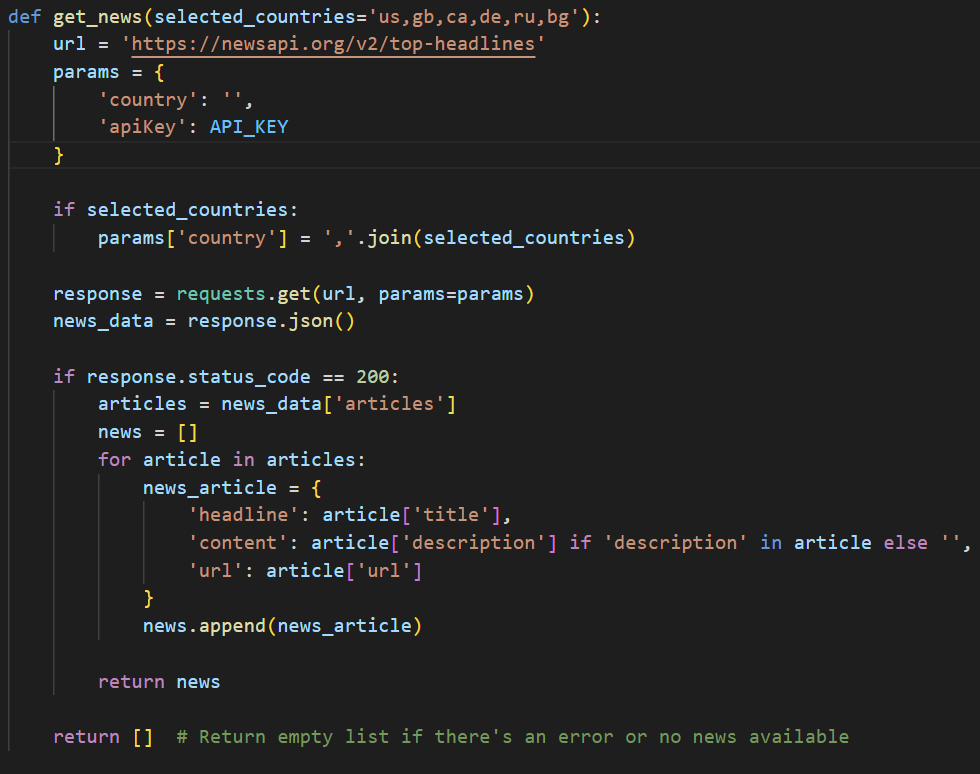 def get_news(selected_countries='us,gb,ca,de,ru,bg'):
    url = 'https://newsapi.org/v2/top-headlines'
    params = {
        'country': '',
        'apiKey': API_KEY
    }

    if selected_countries:
        params['country'] = ','.join(selected_countries)

    response = requests.get(url, params=params)
    news_data = response.json()

    if response.status_code == 200:
        articles = news_data['articles']
        news = []
        for article in articles:
            news_article = {
                'headline': article['title'],
                'content': article['description'] if 'description' in article else '',
                'url': article['url']
            }
            news.append(news_article)

        return news

    return []  # Return empty list if there's an error or no news available